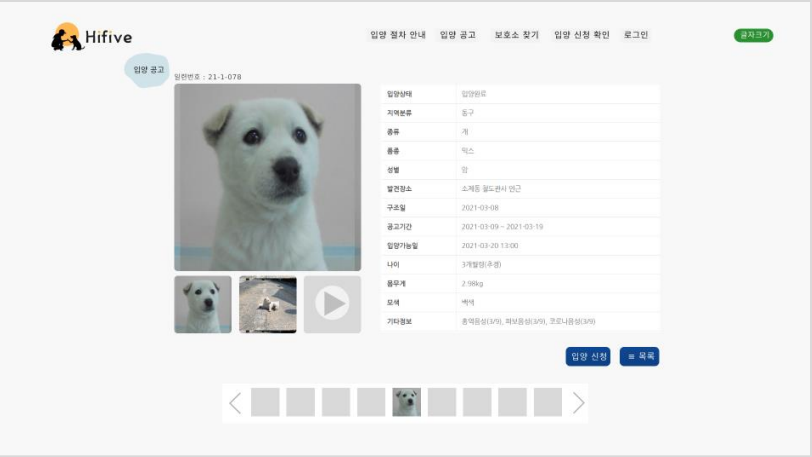 Hifive
입양 절차 안내 입양 공고 보호소 찾기 입양 신청 확인 로그인
글자크기
입양 공고
일련번호 : 21-1-078
입양상태 입양완료
지역분류 동구
종류 개
품종 믹스
성별 암
발견장소 소제동 철도관사 인근
구조일 2021-03-08
공고기간 2021-03-09 ~ 2021-03-19
입양가능일 2021-03-20 13:00
나이 3개월령(추정)
몸무게 2.98kg
모색 백색
기타정보 홍역음성(3/9), 파보음성(3/9), 코로나음성(3/9)
입양 신청
≡ 목록